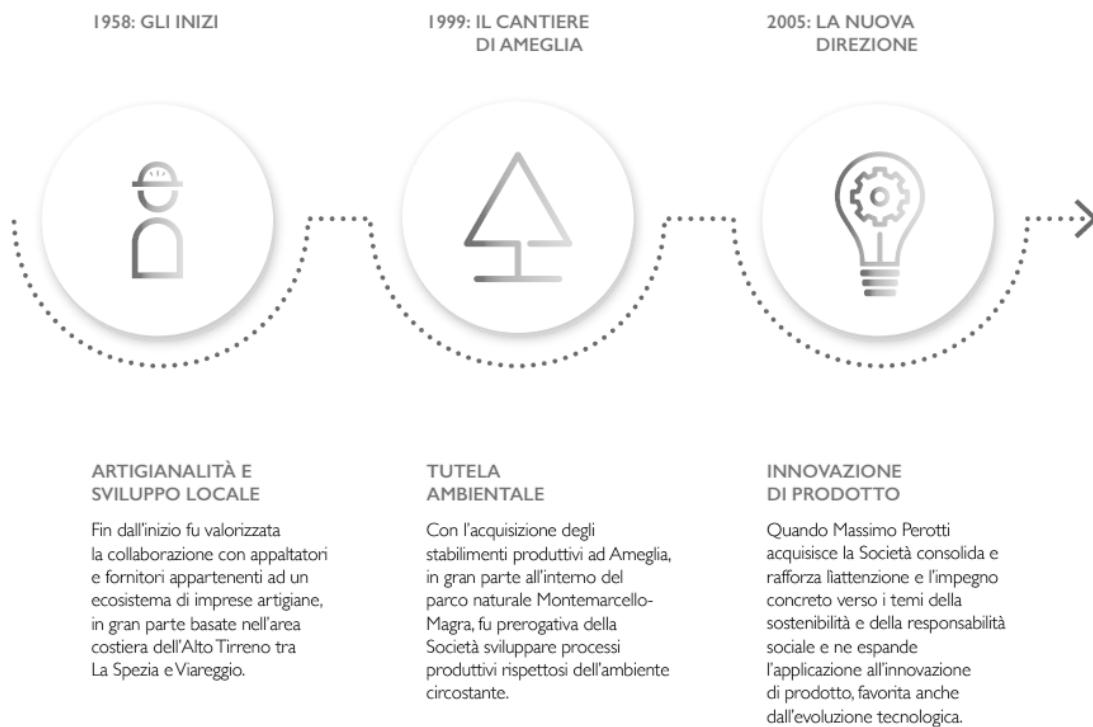 1958: GLI INIZI
1999: IL CANTIERE
DI AMEGLIA
2005: LA NUOVA
DIREZIONE
ARTIGIANALITÀ E
SVILUPPO LOCALE
Fin dall'inizio fu valorizzata
la collaborazione con appaltatori
e fornitori appartenenti ad un
ecosistema di imprese artigiane,
in gran parte basate nell'area
costiera dell'Alto Tirreno tra
La Spezia e Viareggio.
TUTELA
AMBIENTALE
Con l'acquisizione degli
stabilimenti produttivi ad Ameglia,
in gran parte all'interno del
parco naturale Montemarcello-
Magra, fu prerogativa della
Società sviluppare processi
produttivi rispettosi dell'ambiente
circostante.
INNOVAZIONE
DI PRODOTTO
Quando Massimo Perotti
acquisisce la Società consolida e
rafforza lìattenzione e l'impegno
concreto verso i temi della
sostenibilità e della responsabilità
sociale e ne espande
l'applicazione all'innovazione
di prodotto, favorita anche
dall'evoluzione tecnologica.